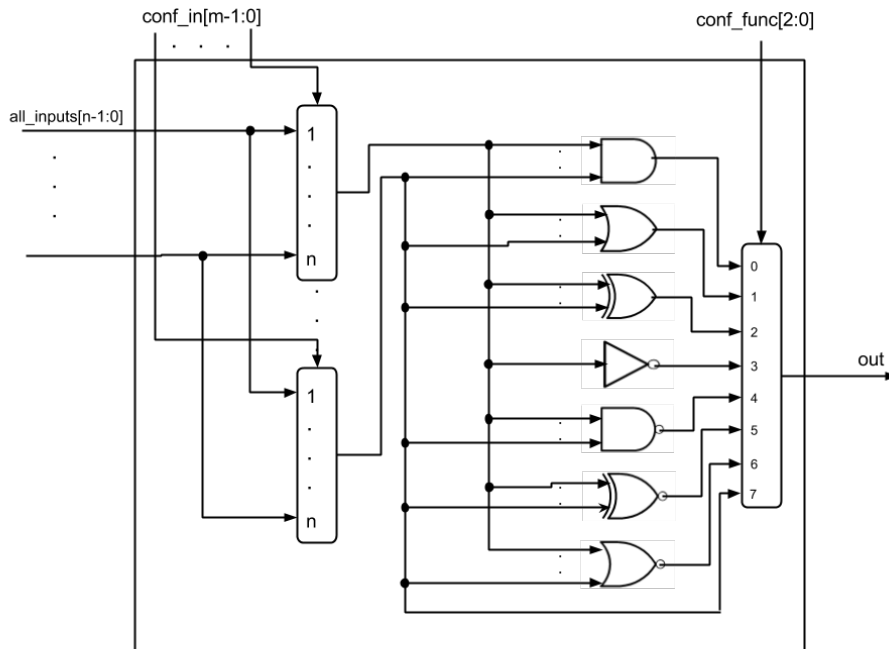 conf_in[m-1:0]
conf_func[2:0]
all_inputs[n-1:0]
1
n
1
n
0
1
2
3
4
5
6
7
out